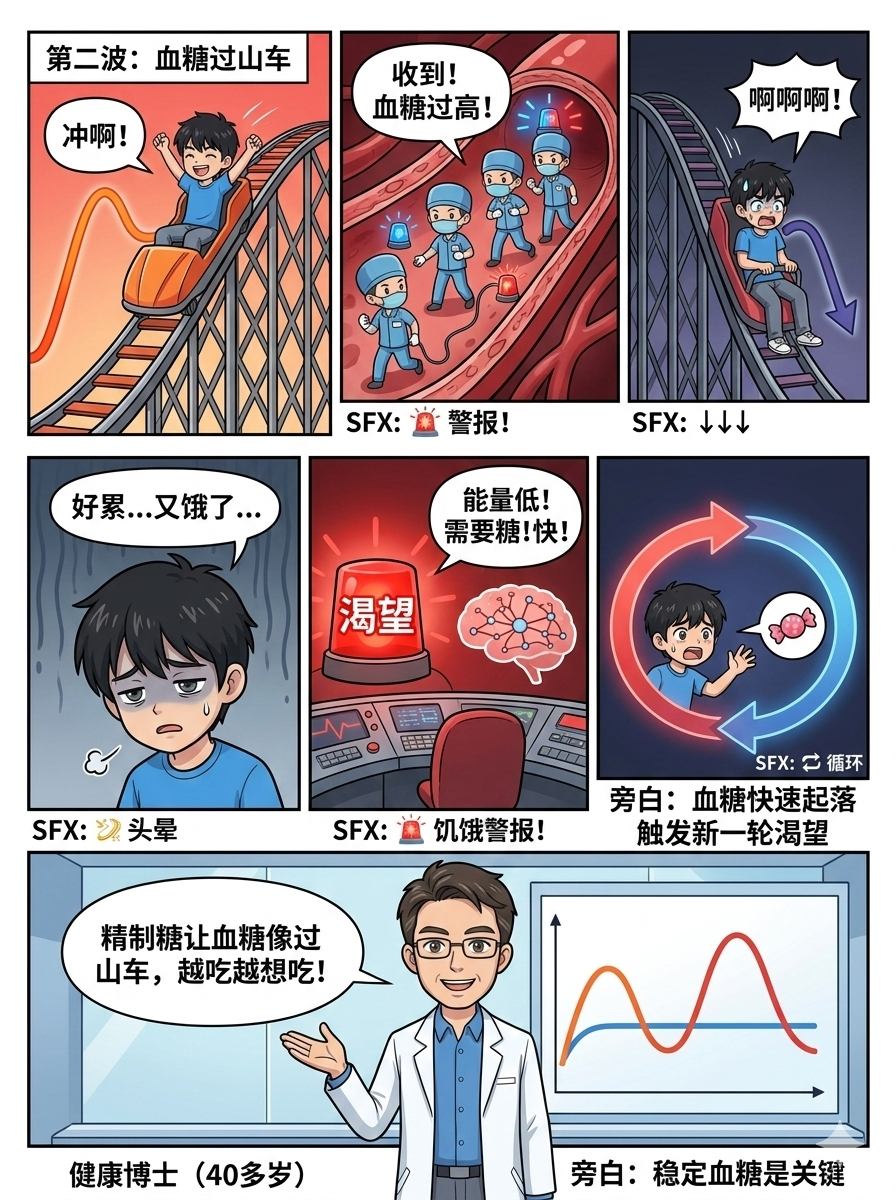 第二波：血糖过山车
冲啊！
收到！
血糖过高！
SFX: 🚨 警报！
啊啊啊！
SFX: ↓↓↓
好累...又饿了...
SFX: 💫 头晕
能量低！
需要糖！快！
渴望
SFX: 🚨 饥饿警报！
SFX: 🔁 循环
旁白：血糖快速起落
触发新一轮渴望
精制糖让血糖像过
山车，越吃越想吃！
健康博士（40多岁）
旁白：稳定血糖是关键